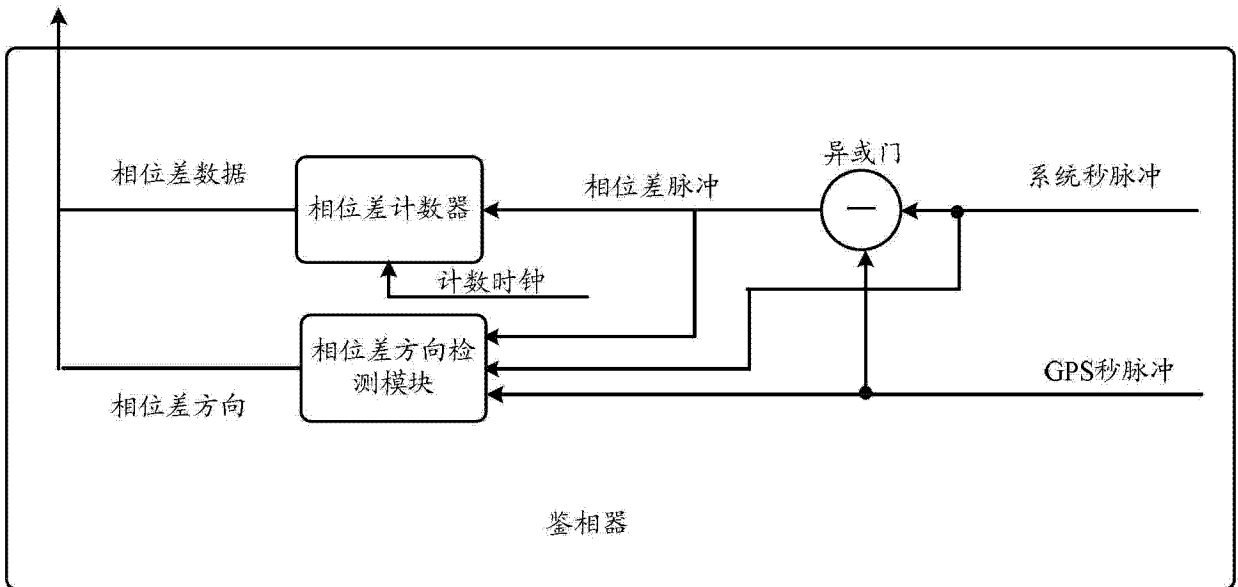 异或门
相位差数据
相位差计数器
相位差脉冲
系统秒脉冲
计数时钟
相位差方向检
测模块
GPS秒脉冲
相位差方向
鉴相器